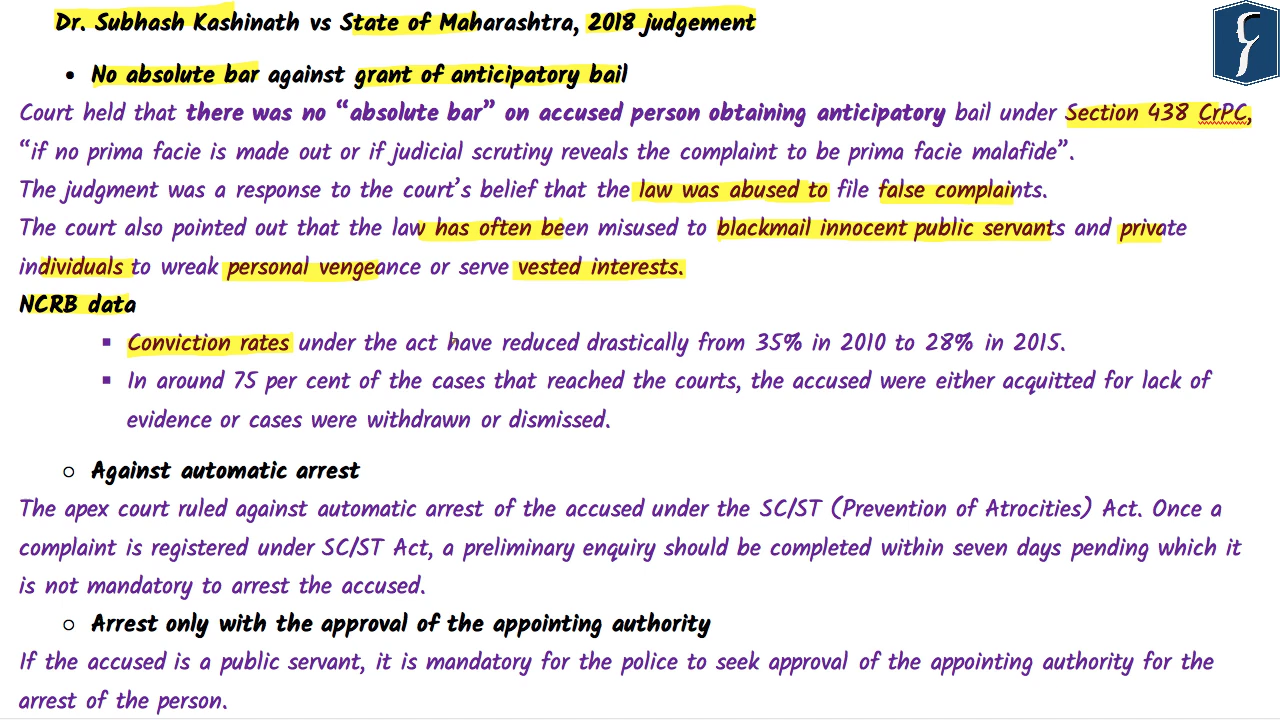 Dr. Subhash Kashinath vs State of Maharashtra, 2018 judgement
• No absolute bar against grant of anticipatory bail
Court held that there was no “absolute bar” on accused person obtaining anticipatory bail under Section 438 CrPC,
“if no prima facie is made out or if judicial scrutiny reveals the complaint to be prima facie malafide”.
The judgment was a response to the court’s belief that the law was abused to file false complaints.
The court also pointed out that the law has often been misused to blackmail innocent public servants and private
individuals to wreak personal vengeance or serve vested interests.
NCRB data
▪ Conviction rates under the act have reduced drastically from 35% in 2010 to 28% in 2015.
▪ In around 75 per cent of the cases that reached the courts, the accused were either acquitted for lack of
evidence or cases were withdrawn or dismissed.
○ Against automatic arrest
The apex court ruled against automatic arrest of the accused under the SC/ST (Prevention of Atrocities) Act. Once a
complaint is registered under SC/ST Act, a preliminary enquiry should be completed within seven days pending which it
is not mandatory to arrest the accused.
○ Arrest only with the approval of the appointing authority
If the accused is a public servant, it is mandatory for the police to seek approval of the appointing authority for the
arrest of the person.